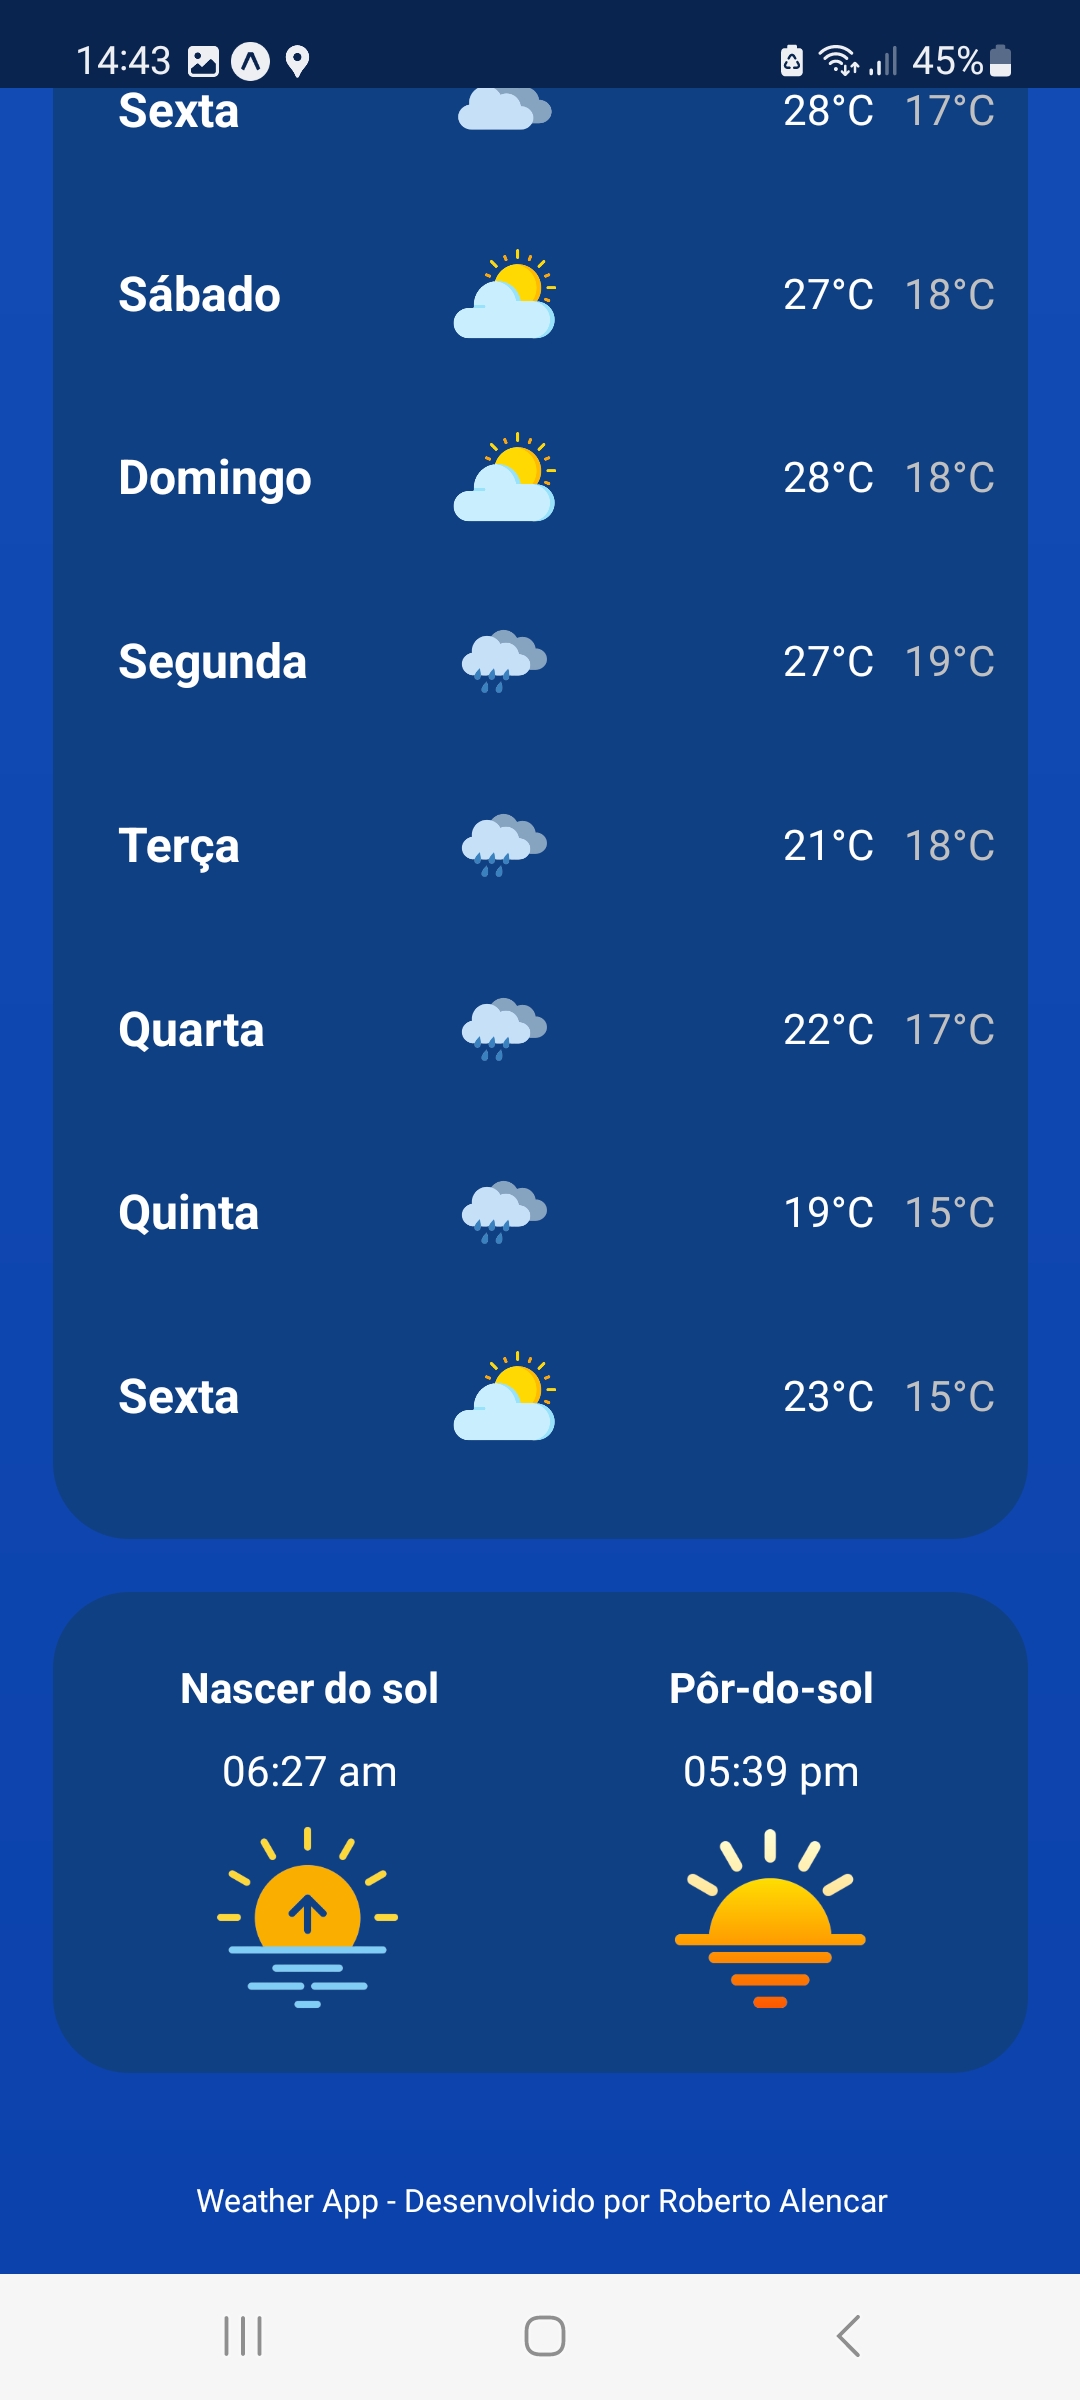 14:43 45%
Sexta 28°C 17°C
Sábado 27°C 18°C
Domingo 28°C 18°C
Segunda 27°C 19°C
Terça 21°C 18°C
Quarta 22°C 17°C
Quinta 19°C 15°C
Sexta 23°C 15°C
Nascer do sol Pôr-do-sol
06:27 am 05:39 pm
Weather App - Desenvolvido por Roberto Alencar